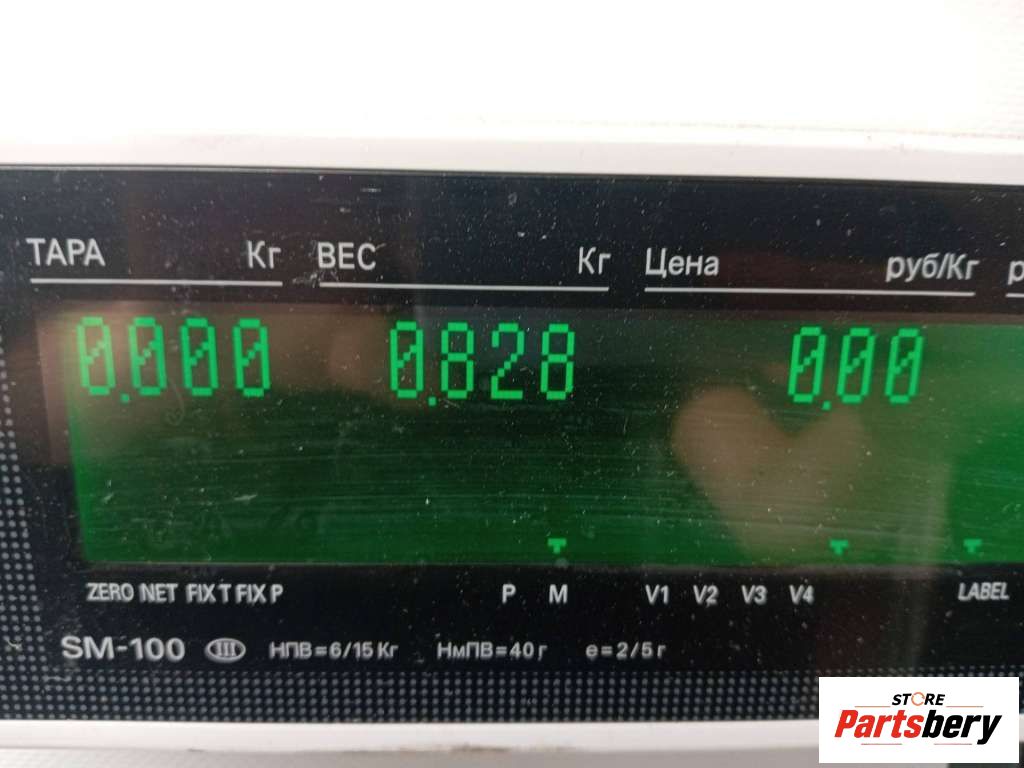 ТАРА Кг ВЕС Кг Цена руб/Кг
0.000 0.828 0.00
ZERO NET FIX T FIX P P M V1 V2 V3 V4 LABEL
SM-100 III НПВ=6/15 Кг НмПВ=40 г e=2/5 г
STORE
Partsbery